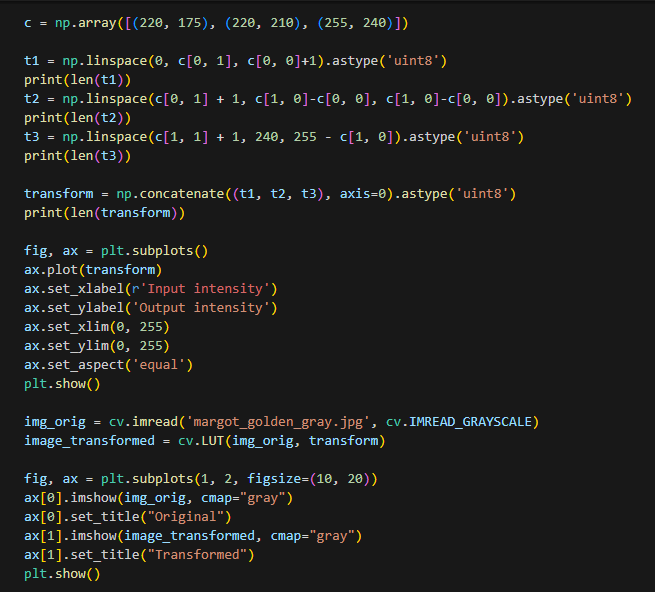 c = np.array([(220, 175), (220, 210), (255, 240)])
t1 = np.linspace(0, c[0, 1], c[0, 0]+1).astype('uint8')
print(len(t1))
t2 = np.linspace(c[0, 1] + 1, c[1, 0]-c[0, 0], c[1, 0]-c[0, 0]).astype('uint8')
print(len(t2))
t3 = np.linspace(c[1, 1] + 1, 240, 255 - c[1, 0]).astype('uint8')
print(len(t3))
transform = np.concatenate((t1, t2, t3), axis=0).astype('uint8')
print(len(transform))
fig, ax = plt.subplots()
ax.plot(transform)
ax.set_xlabel(r'Input intensity')
ax.set_ylabel('Output intensity')
ax.set_xlim(0, 255)
ax.set_ylim(0, 255)
ax.set_aspect('equal')
plt.show()
img_orig = cv.imread('margot_golden_gray.jpg', cv.IMREAD_GRAYSCALE)
image_transformed = cv.LUT(img_orig, transform)
fig, ax = plt.subplots(1, 2, figsize=(10, 20))
ax[0].imshow(img_orig, cmap="gray")
ax[0].set_title("Original")
ax[1].imshow(image_transformed, cmap="gray")
ax[1].set_title("Transformed")
plt.show()